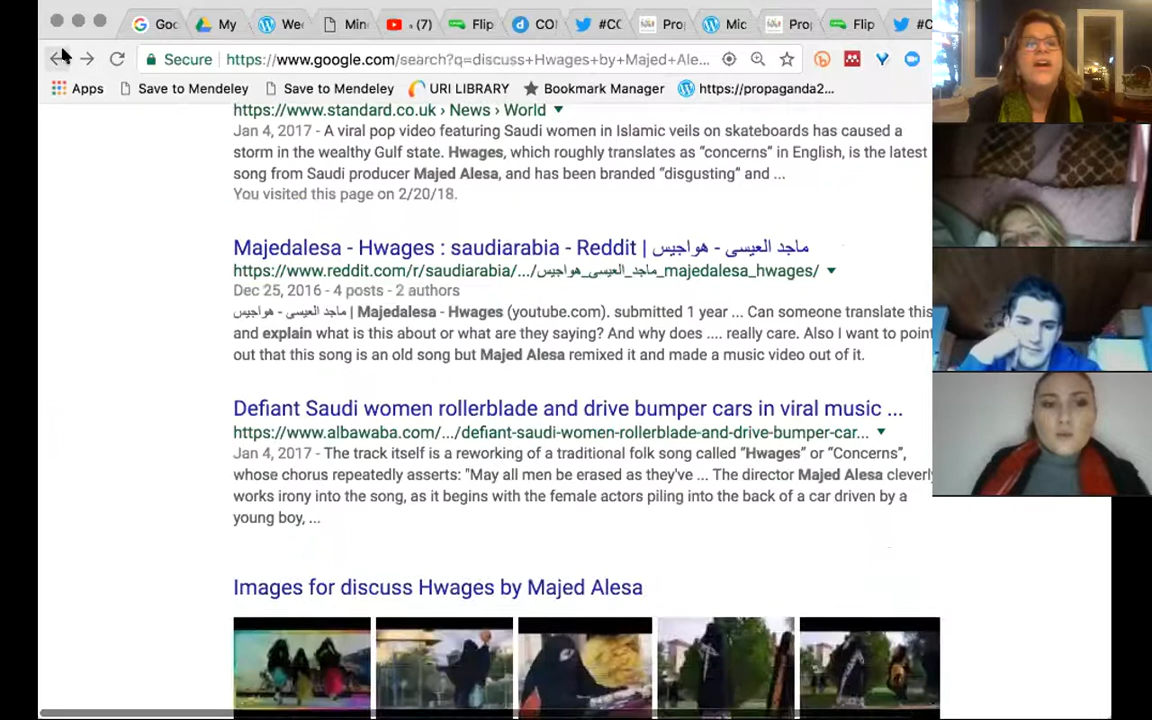 Goc
My
Wee
Min
(7)
Flip
CO
#CC
Proj
Mic
Proj
Flip
#C
Secure
https://www.google.com/search?q=discuss+Hwages+by+Majed+Ale...
Apps
Save to Mendeley
Save to Mendeley
URI LIBRARY
Bookmark Manager
https://propaganda2...
https://www.standard.co.uk › News › World
Jan 4, 2017 - A viral pop video featuring Saudi women in Islamic veils on skateboards has caused a
storm in the wealthy Gulf state. Hwages, which roughly translates as “concerns” in English, is the latest
song from Saudi producer Majed Alesa, and has been branded “disgusting” and ...
You visited this page on 2/20/18.
Majedalesa - Hwages : saudiarabia - Reddit | ماجد العيسى - هواجيس
https://www.reddit.com/r/saudiarabia/.../ماجد_العيسى_هواجيس_majedalesa_hwages/
Dec 25, 2016 - 4 posts - 2 authors
ماجد العيسى - هواجيس | Majedalesa - Hwages (youtube.com). submitted 1 year ... Can someone translate this
and explain what is this about or what are they saying? And why does .... really care. Also I want to point
out that this song is an old song but Majed Alesa remixed it and made a music video out of it.
Defiant Saudi women rollerblade and drive bumper cars in viral music ...
https://www.albawaba.com/.../defiant-saudi-women-rollerblade-and-drive-bumper-car...
Jan 4, 2017 - The track itself is a reworking of a traditional folk song called "Hwages” or “Concerns”,
whose chorus repeatedly asserts: "May all men be erased as they've ... The director Majed Alesa cleverly
works irony into the song, as it begins with the female actors piling into the back of a car driven by a
young boy, ...
Images for discuss Hwages by Majed Alesa